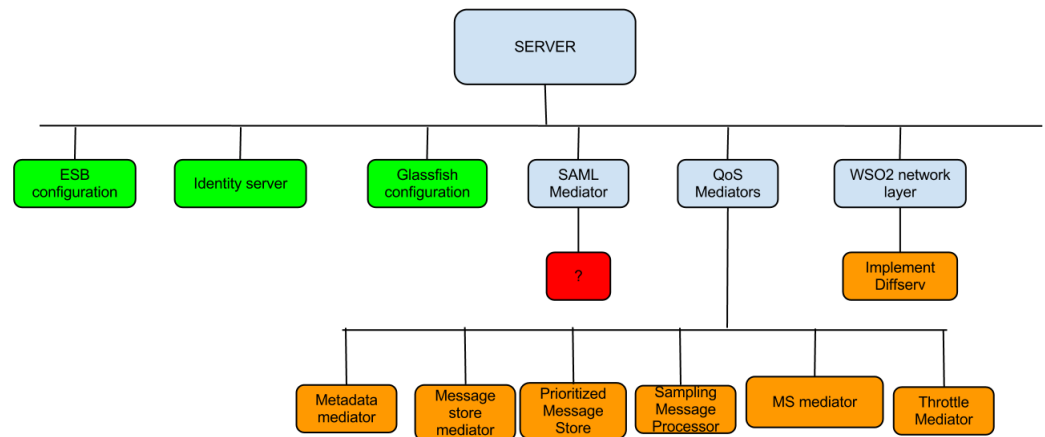 SERVER
ESB
configuration
Identity server
Glassfish
configuration
SAML
Mediator
QoS
Mediators
WSO2 network
layer
?
Implement
Diffserv
Metadata
mediator
Message
store
mediator
Prioritized
Message
Store
Sampling
Message
Processor
MS mediator
Throttle
Mediator